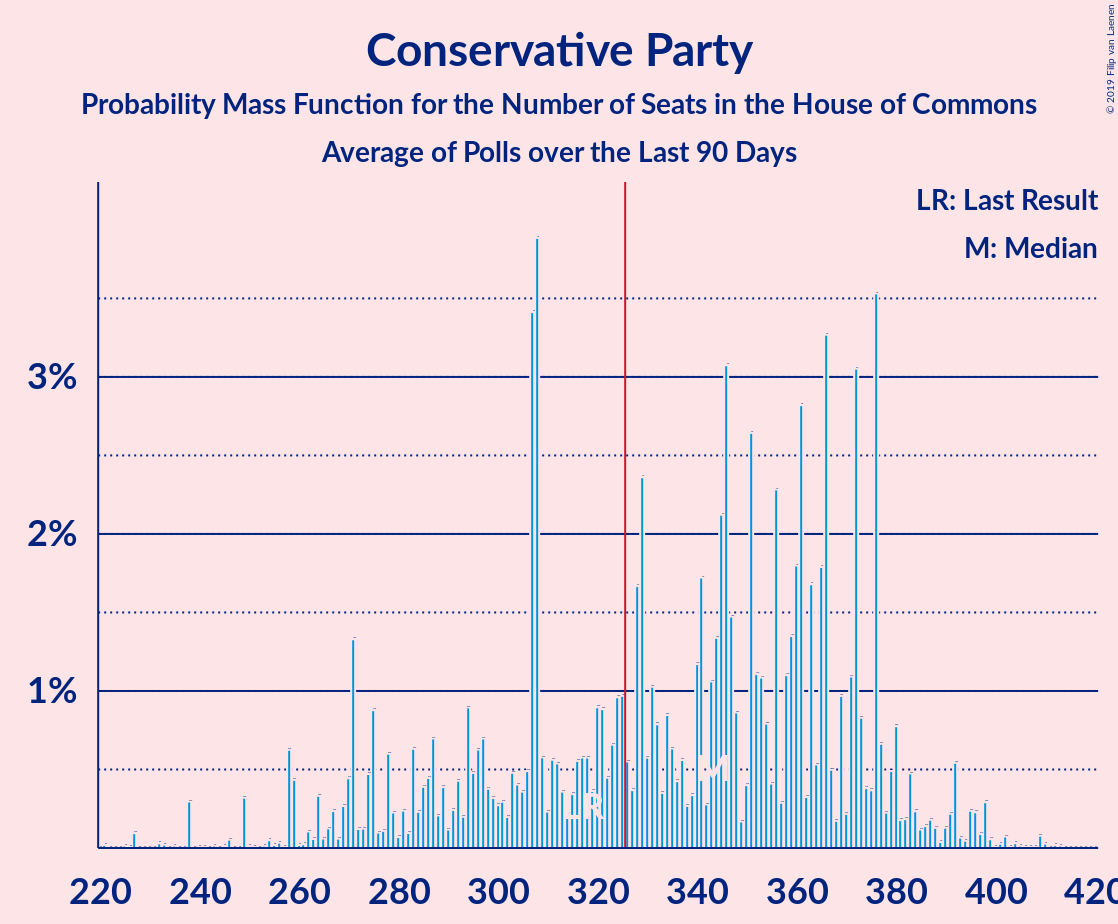 Conservative Party
Probability Mass Function for the Number of Seats in the House of Commons
Average of Polls over the Last 90 Days
© 2019 Filip van Laenen
LR: Last Result
M: Median
3%
2%
1%
LR
M
220 240 260 280 300 320 340 360 380 400 420